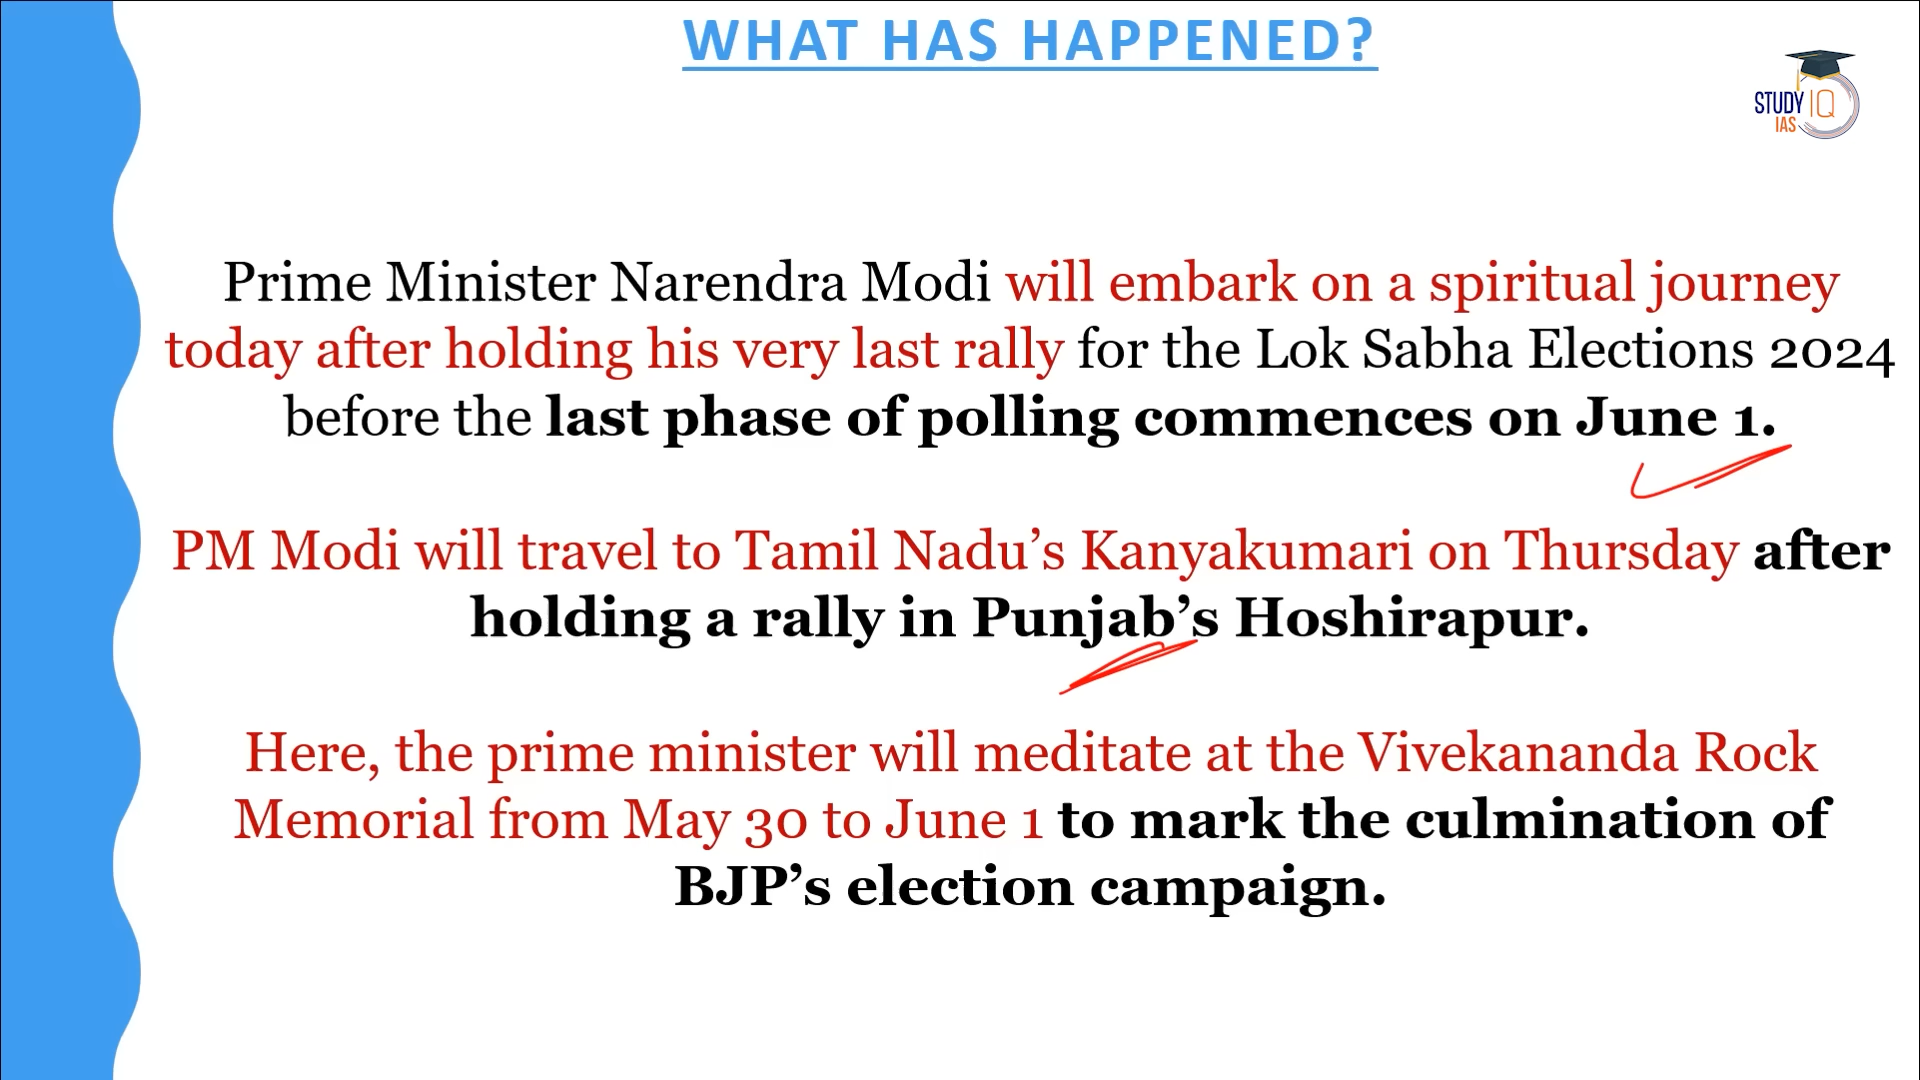 WHAT HAS HAPPENED?
STUDY IQ
IAS
Prime Minister Narendra Modi will embark on a spiritual journey
today after holding his very last rally for the Lok Sabha Elections 2024
before the last phase of polling commences on June 1.
PM Modi will travel to Tamil Nadu’s Kanyakumari on Thursday after
holding a rally in Punjab’s Hoshirapur.
Here, the prime minister will meditate at the Vivekananda Rock
Memorial from May 30 to June 1 to mark the culmination of
BJP’s election campaign.